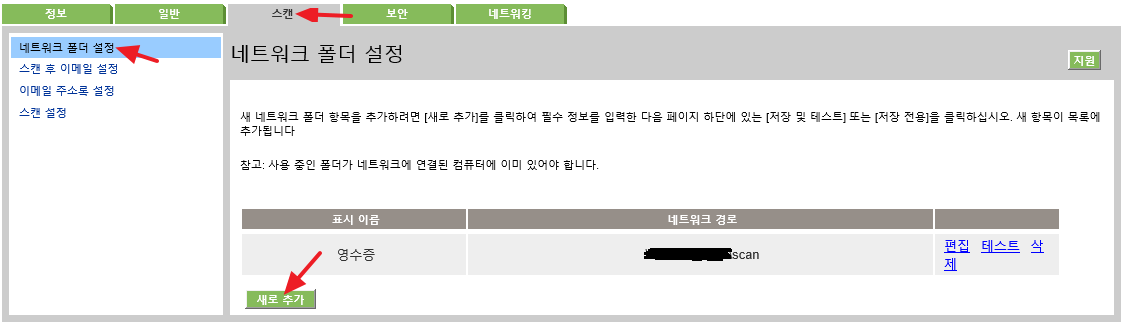 정보 일반 스캔 보안 네트워킹
네트워크 폴더 설정
스캔 후 이메일 설정
이메일 주소록 설정
스캔 설정
네트워크 폴더 설정
지원
새 네트워크 폴더 항목을 추가하려면 [새로 추가]를 클릭하여 필수 정보를 입력한 다음 페이지 하단에 있는 [저장 및 테스트] 또는 [저장 전용]을 클릭하십시오. 새 항목이 목록에
추가됩니다
참고: 사용 중인 폴더가 네트워크에 연결된 컴퓨터에 이미 있어야 합니다.
표시 이름 네트워크 경로
영수증 scan 편집 테스트 삭
제
새로 추가